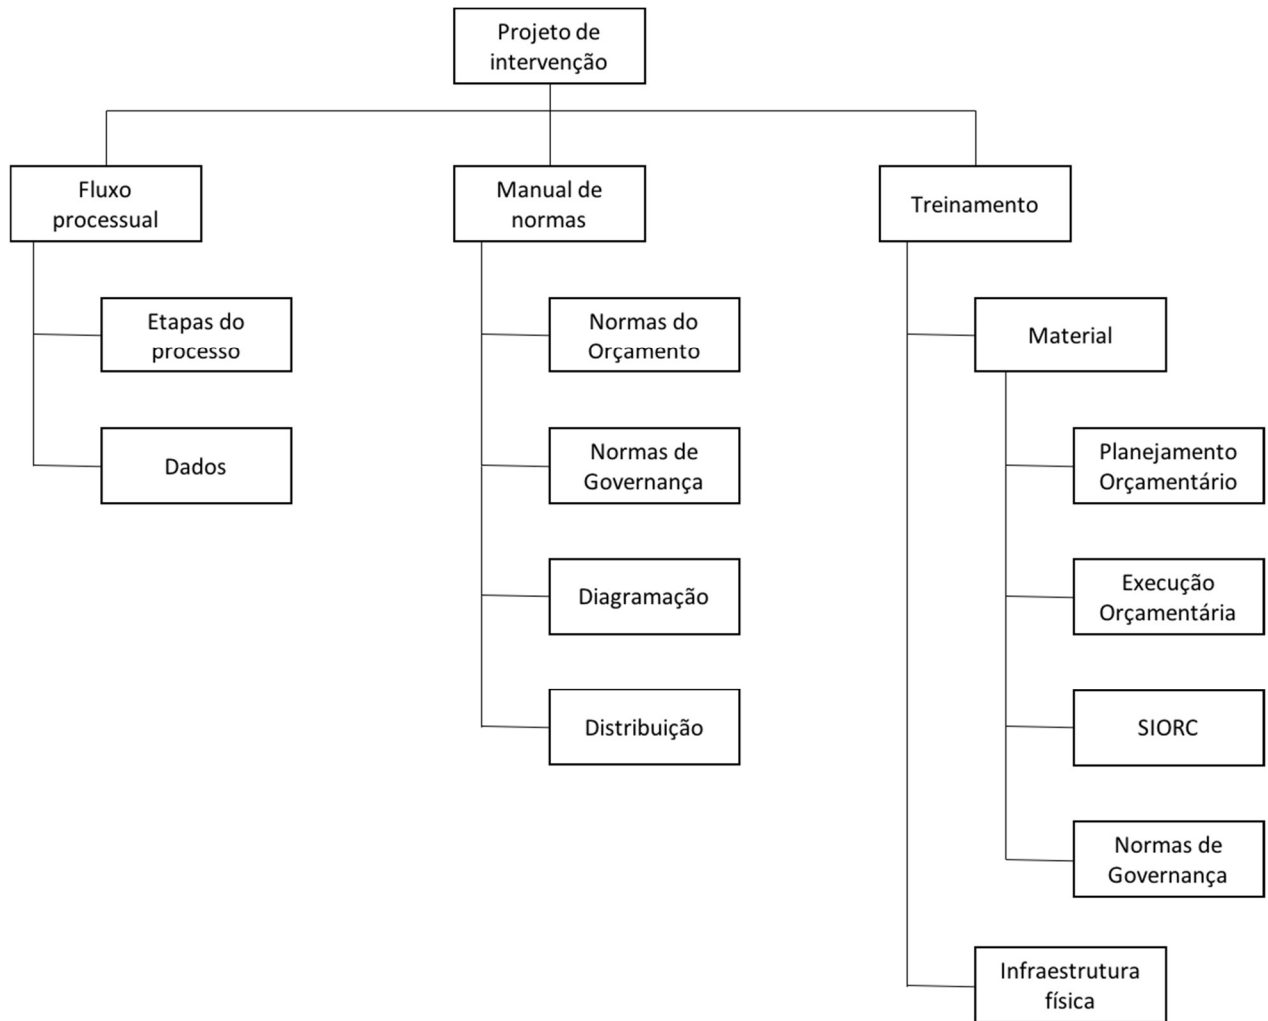 Projeto de
intervenção
Fluxo
processual
Manual de
normas
Treinamento
Etapas do
processo
Dados
Normas do
Orçamento
Normas de
Governança
Diagramação
Distribuição
Material
Planejamento
Orçamentário
Execução
Orçamentária
SIORC
Normas de
Governança
Infraestrutura
física